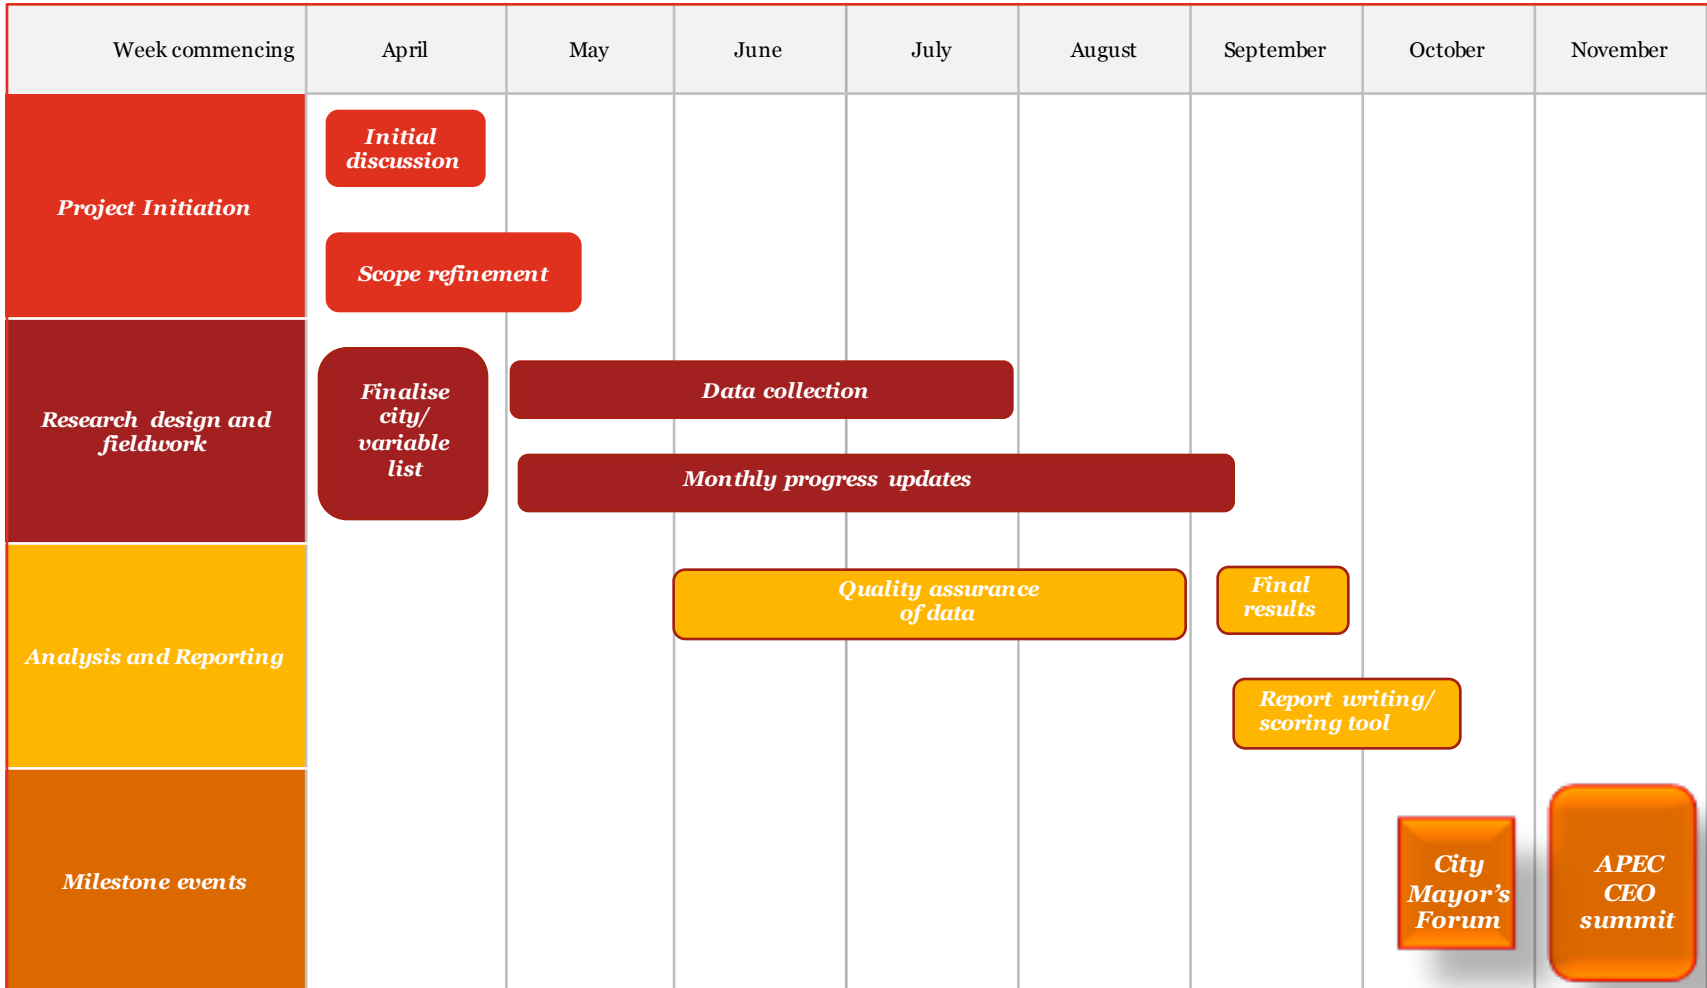 Week commencing
April
May
June
July
August
September
October
November
Project Initiation
Initial
discussion
Scope refinement
Research design and
fieldwork
Finalise
city/
variable
list
Data collection
Monthly progress updates
Analysis and Reporting
Quality assurance
of data
Final
results
Report writing/
scoring tool
Milestone events
City
Mayor’s
Forum
APEC
CEO
summit